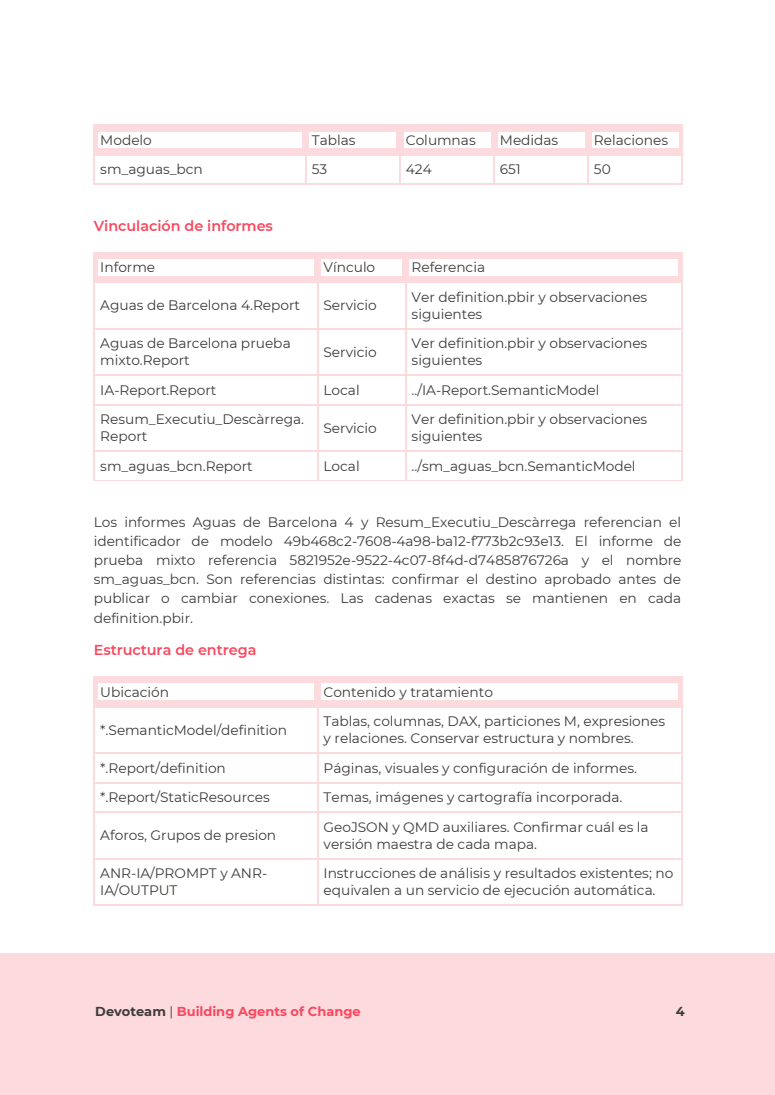 Modelo Tablas Columnas Medidas Relaciones
sm_aguas_bcn 53 424 651 50
Vinculación de informes
Informe Vínculo Referencia
Aguas de Barcelona 4.Report Servicio Ver definition.pbir y observaciones
siguientes
Aguas de Barcelona prueba
mixto.Report Servicio Ver definition.pbir y observaciones
siguientes
IA-Report.Report Local ../IA-Report.SemanticModel
Resum_Executiu_Descàrrega.
Report Servicio Ver definition.pbir y observaciones
siguientes
sm_aguas_bcn.Report Local ../sm_aguas_bcn.SemanticModel
Los informes Aguas de Barcelona 4 y Resum_Executiu_Descàrrega referencian el
identificador de modelo 49b468c2-7608-4a98-ba12-f773b2c93e13. El informe de
prueba mixto referencia 5821952e-9522-4c07-8f4d-d7485876726a y el nombre
sm_aguas_bcn. Son referencias distintas: confirmar el destino aprobado antes de
publicar o cambiar conexiones. Las cadenas exactas se mantienen en cada
definition.pbir.
Estructura de entrega
Ubicación Contenido y tratamiento
*.SemanticModel/definition Tablas, columnas, DAX, particiones M, expresiones
y relaciones. Conservar estructura y nombres.
*.Report/definition Páginas, visuales y configuración de informes.
*.Report/StaticResources Temas, imágenes y cartografía incorporada.
Aforos, Grupos de presion GeoJSON y QMD auxiliares. Confirmar cuál es la
versión maestra de cada mapa.
ANR-IA/PROMPT y ANR-
IA/OUTPUT Instrucciones de análisis y resultados existentes; no
equivalen a un servicio de ejecución automática.
Devoteam | Building Agents of Change 4